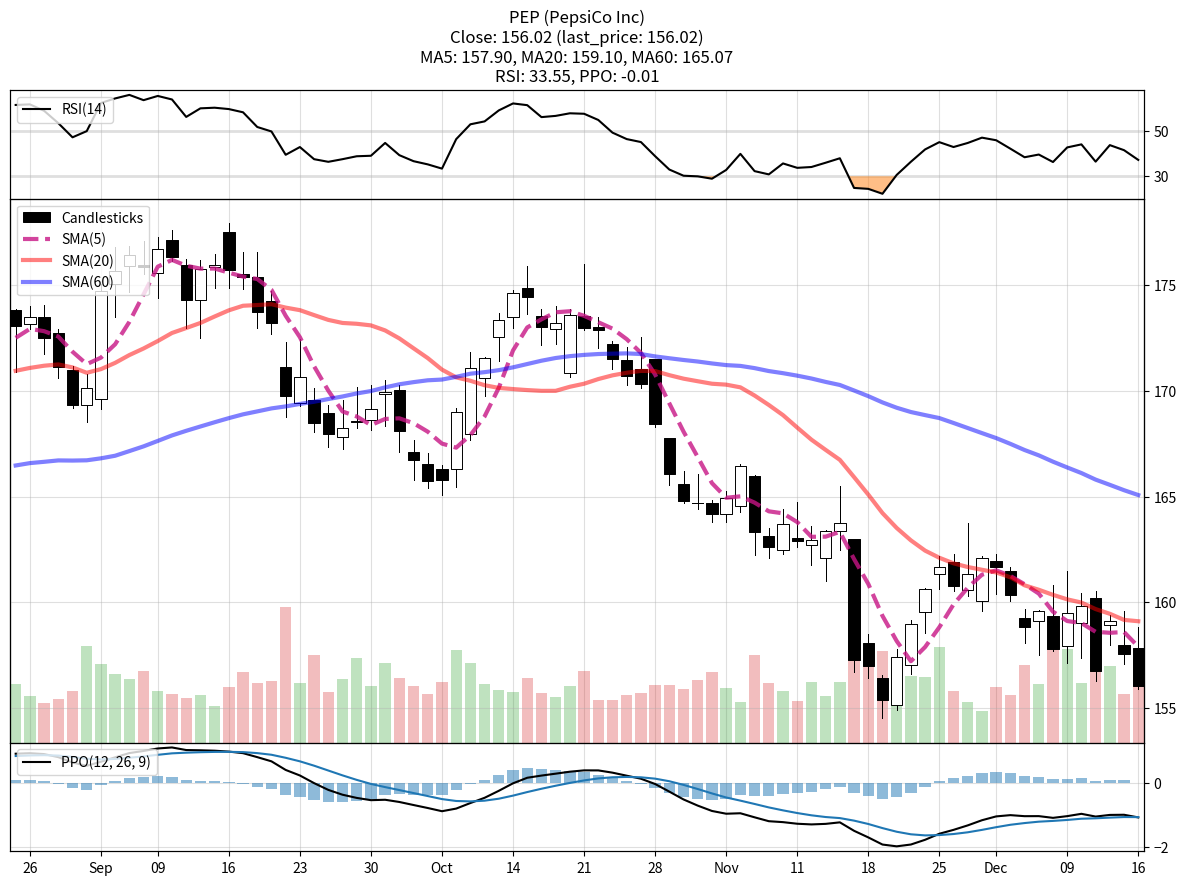 PEP (PepsiCo Inc)
Close: 156.02 (last_price: 156.02)
MA5: 157.90, MA20: 159.10, MA60: 165.07
RSI: 33.55, PPO: -0.01
RSI(14)
50
30
Candlesticks
SMA(5)
SMA(20)
SMA(60)
175
170
165
160
155
PPO(12, 26, 9)
0
−2
26 Sep 09 16 23 30 Oct 14 21 28 Nov 11 18 25 Dec 09 16